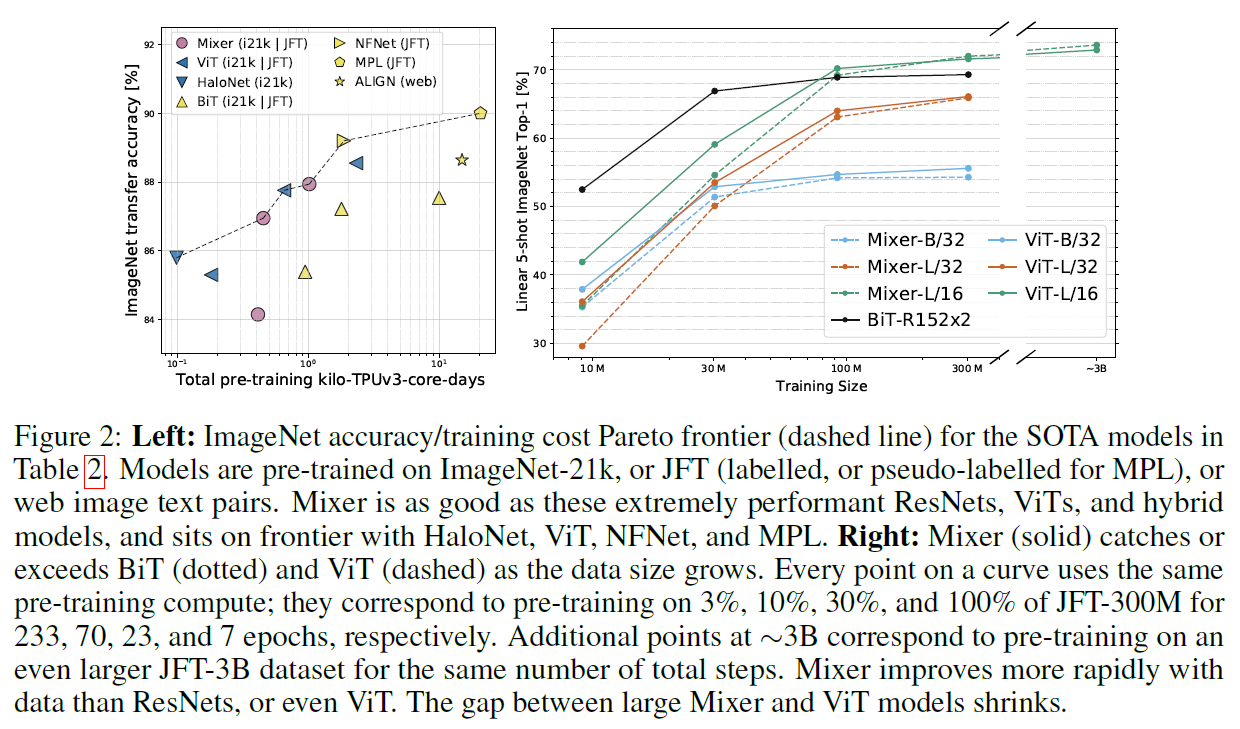 ImageNet transfer accuracy [%]
92
90
88
86
84
Mixer (i21k | JFT)
ViT (i21k | JFT)
HaloNet (i21k)
BiT (i21k | JFT)
NFNet (JFT)
MPL (JFT)
ALIGN (web)
10⁻¹
10⁰
10¹
Total pre-training kilo-TPUv3-core-days
Linear 5-shot ImageNet Top-1 [%]
70
60
50
40
30
Mixer-B/32
Mixer-L/32
Mixer-L/16
BiT-R152x2
ViT-B/32
ViT-L/32
ViT-L/16
10 M
30 M
100 M
300 M
~3B
Training Size
Figure 2: Left: ImageNet accuracy/training cost Pareto frontier (dashed line) for the SOTA models in
Table 2. Models are pre-trained on ImageNet-21k, or JFT (labelled, or pseudo-labelled for MPL), or
web image text pairs. Mixer is as good as these extremely performant ResNets, ViTs, and hybrid
models, and sits on frontier with HaloNet, ViT, NFNet, and MPL. Right: Mixer (solid) catches or
exceeds BiT (dotted) and ViT (dashed) as the data size grows. Every point on a curve uses the same
pre-training compute; they correspond to pre-training on 3%, 10%, 30%, and 100% of JFT-300M for
233, 70, 23, and 7 epochs, respectively. Additional points at ∼3B correspond to pre-training on an
even larger JFT-3B dataset for the same number of total steps. Mixer improves more rapidly with
data than ResNets, or even ViT. The gap between large Mixer and ViT models shrinks.